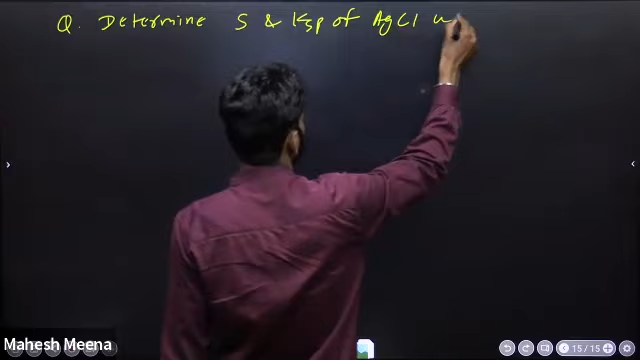 Q. Determine S & Ksp of AgCl
Mahesh Meena
15/15